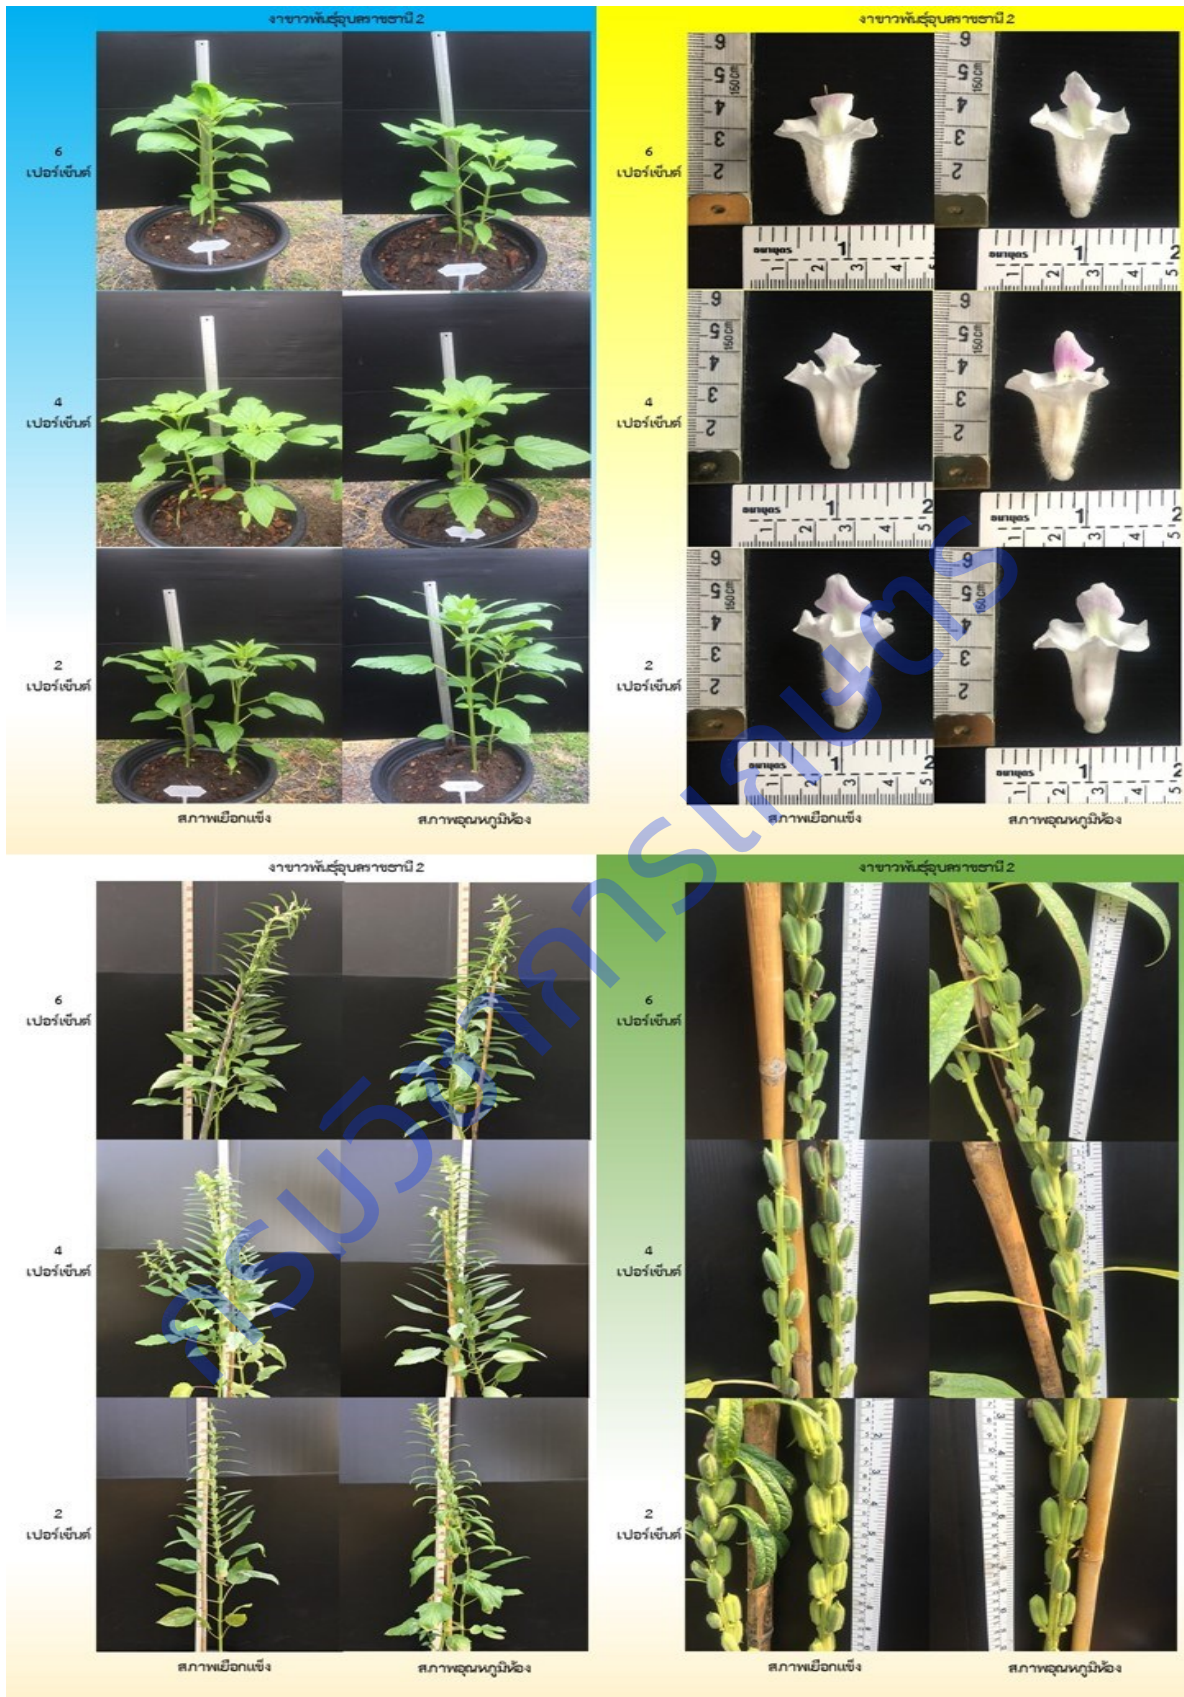 งาขาวพันธุ์อุบลราชธานี 2
6
เปอร์เซ็นต์
4
เปอร์เซ็นต์
2
เปอร์เซ็นต์
สภาพเยือกแข็ง
สภาพอุณหภูมิห้อง
งาขาวพันธุ์อุบลราชธานี 2
6
เปอร์เซ็นต์
4
เปอร์เซ็นต์
2
เปอร์เซ็นต์
สภาพเยือกแข็ง
สภาพอุณหภูมิห้อง
งาขาวพันธุ์อุบลราชธานี 2
6
เปอร์เซ็นต์
4
เปอร์เซ็นต์
2
เปอร์เซ็นต์
สภาพเยือกแข็ง
สภาพอุณหภูมิห้อง
งาขาวพันธุ์อุบลราชธานี 2
6
เปอร์เซ็นต์
4
เปอร์เซ็นต์
2
เปอร์เซ็นต์
สภาพเยือกแข็ง
สภาพอุณหภูมิห้อง
กรมวิชาการเกษตร